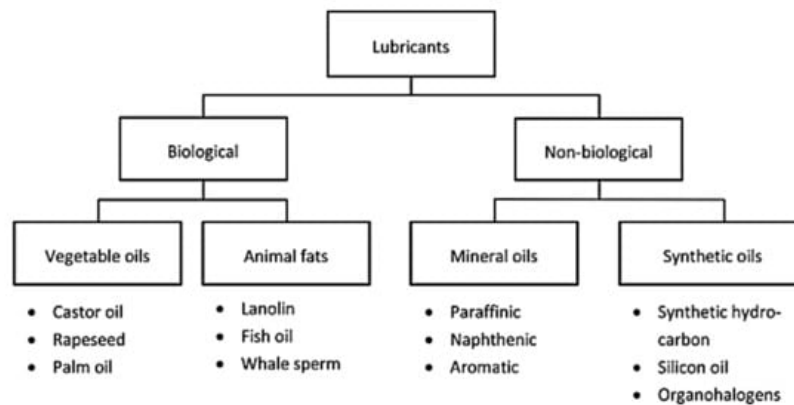 Lubricants
Biological
Non-biological
Vegetable oils
Animal fats
Mineral oils
Synthetic oils
• Castor oil
• Rapeseed
• Palm oil
• Lanolin
• Fish oil
• Whale sperm
• Paraffinic
• Naphthenic
• Aromatic
• Synthetic hydro-
carbon
• Silicon oil
• Organohalogens